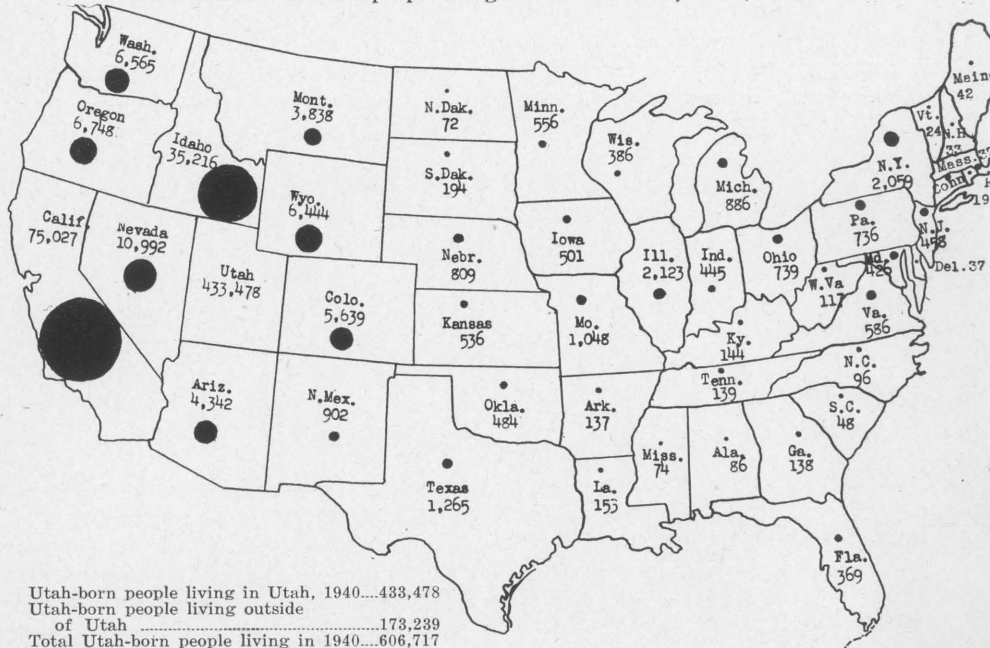 Wash.
6,565
Oregon
6,748
Idaho
35,216
Mont.
3,838
N.Dak.
72
Minn.
556
Wis.
386
Mich.
886
Maine
42
Vt.
24
N.H.
33
Mass.
Conn
19
N.Y.
2,059
S.Dak.
194
Wyo.
6,444
Calif.
75,027
Nevada
10,992
Utah
433,478
Colo.
5,639
Nebr.
809
Iowa
501
Ill.
2,123
Ind.
445
Ohio
739
Pa.
736
N.J.
458
Md.
426
Del.37
W.Va
117
Va.
586
Kansas
536
Mo.
1,048
Ky.
144
N.C.
96
Tenn.
139
S.C.
48
Ariz.
4,342
N.Mex.
902
Okla.
484
Ark.
137
Miss.
74
Ala.
86
Ga.
138
Texas
1,265
La.
153
Fla.
369
Utah-born people living in Utah, 1940....433,478
Utah-born people living outside
of Utah ..........................................173,239
Total Utah-born people living in 1940....606,717